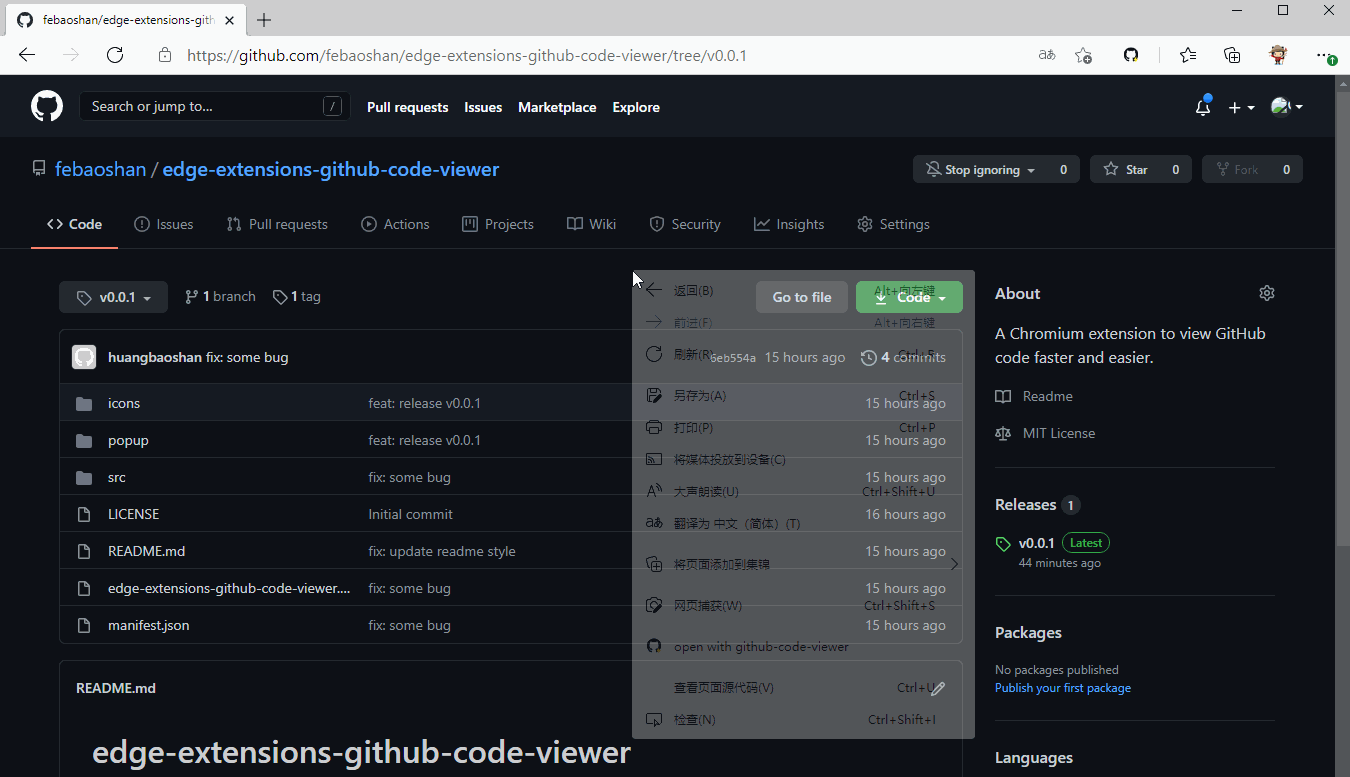 febaoshan/edge-extensions-gith
https://github.com/febaoshan/edge-extensions-github-code-viewer/tree/v0.0.1
Search or jump to... /
Pull requests Issues Marketplace Explore
febaoshan / edge-extensions-github-code-viewer
Stop ignoring 0
Star 0
Fork 0
Code Issues Pull requests Actions Projects Wiki Security Insights Settings
v0.0.1 1 branch 1 tag
Go to file Code
huangbaoshan fix: some bug 6eb554a 15 hours ago 4 commits
icons feat: release v0.0.1 15 hours ago
popup feat: release v0.0.1 15 hours ago
src fix: some bug 15 hours ago
LICENSE Initial commit 16 hours ago
README.md fix: update readme style 15 hours ago
edge-extensions-github-code-viewer.... fix: some bug 15 hours ago
manifest.json fix: some bug 15 hours ago
README.md
edge-extensions-github-code-viewer
返回(B) Alt+向左键
前进(F) Alt+向右键
刷新(R) Ctrl+R
另存为(A) Ctrl+S
打印(P) Ctrl+P
将媒体投放到设备(C)
大声朗读(U) Ctrl+Shift+U
aあ 翻译为 中文（简体）(T)
将页面添加到集锦
网页捕获(W) Ctrl+Shift+S
open with github-code-viewer
查看页面源代码(V) Ctrl+U
检查(N) Ctrl+Shift+I
About
A Chromium extension to view GitHub
code faster and easier.
Readme
MIT License
Releases 1
v0.0.1 Latest
44 minutes ago
Packages
No packages published
Publish your first package
Languages